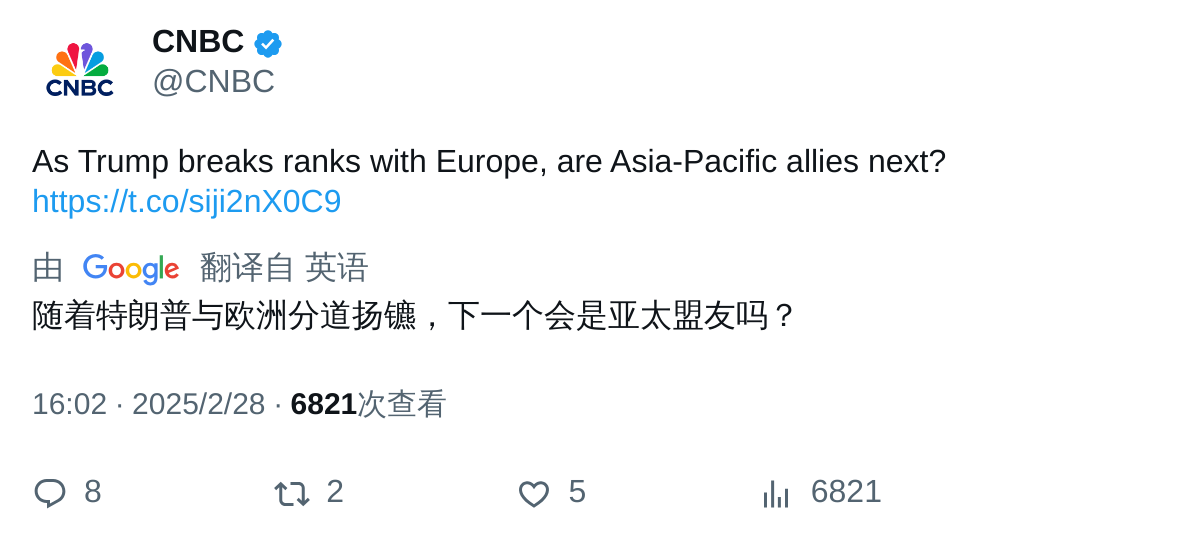 CNBC
CNBC
@CNBC
As Trump breaks ranks with Europe, are Asia-Pacific allies next?
https://t.co/siji2nX0C9
由 Google 翻译自 英语
随着特朗普与欧洲分道扬镳，下一个会是亚太盟友吗？
16:02 · 2025/2/28 · 6821次查看
8 2 5 6821